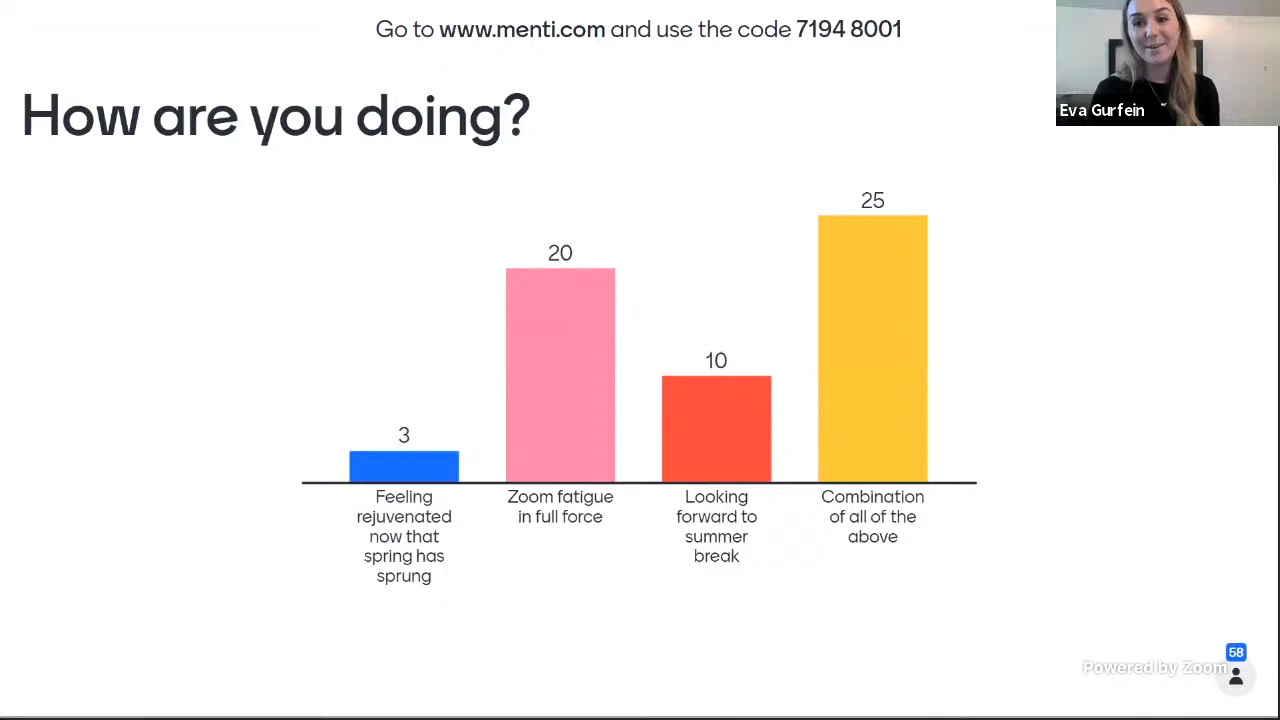 Go to www.menti.com and use the code 7194 8001
Eva Gurfein
How are you doing?
25
20
10
3
Feeling
rejuvenated
now that
spring has
sprung
Zoom fatigue
in full force
Looking
forward to
summer
break
Combination
of all of the
above
58
Powered by Zoom